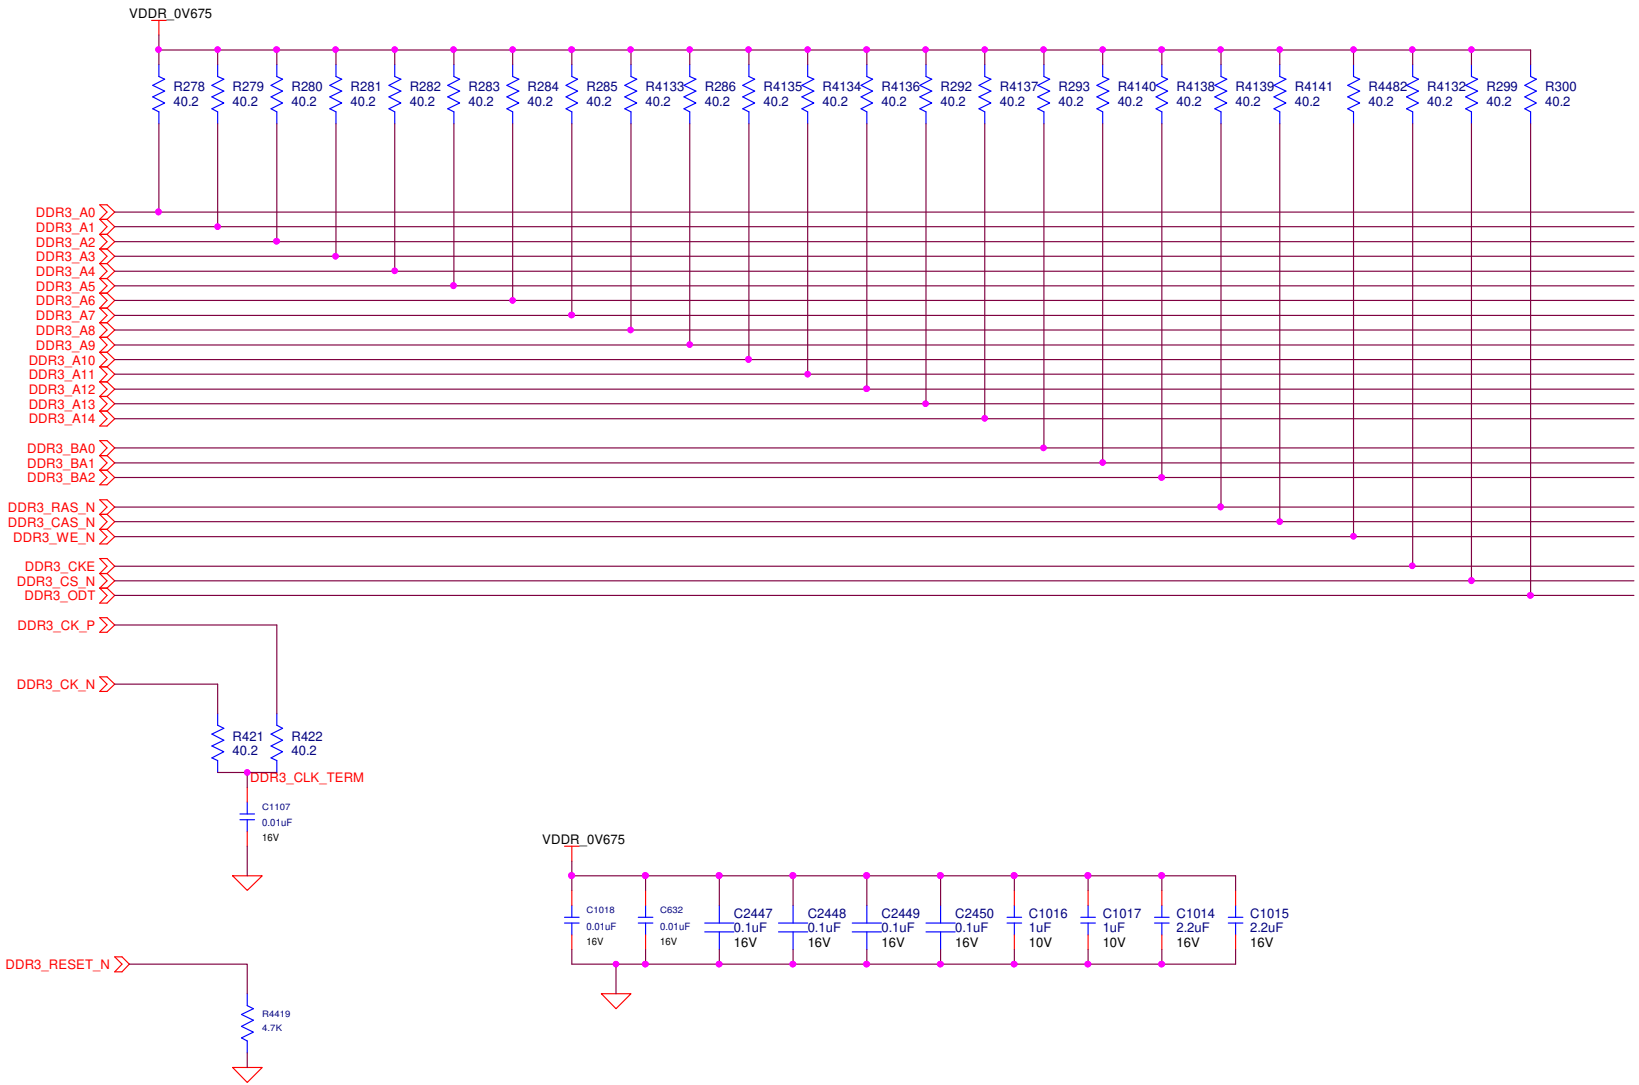 VDDR_0V675
R278 R279 R280 R281 R282 R283 R284 R285 R4133 R286 R4135 R4134 R4136 R292 R4137 R293 R4140 R4138 R4139 R4141 R4482 R4132 R299 R300
40.2 40.2 40.2 40.2 40.2 40.2 40.2 40.2 40.2 40.2 40.2 40.2 40.2 40.2 40.2 40.2 40.2 40.2 40.2 40.2 40.2 40.2 40.2 40.2
DDR3_A0
DDR3_A1
DDR3_A2
DDR3_A3
DDR3_A4
DDR3_A5
DDR3_A6
DDR3_A7
DDR3_A8
DDR3_A9
DDR3_A10
DDR3_A11
DDR3_A12
DDR3_A13
DDR3_A14
DDR3_BA0
DDR3_BA1
DDR3_BA2
DDR3_RAS_N
DDR3_CAS_N
DDR3_WE_N
DDR3_CKE
DDR3_CS_N
DDR3_ODT
DDR3_CK_P
DDR3_CK_N
R421 R422
40.2 40.2
DDR3_CLK_TERM
C1107
0.01uF
16V
VDDR_0V675
C1018 C632 C2447 C2448 C2449 C2450 C1016 C1017 C1014 C1015
0.01uF 0.01uF 0.1uF 0.1uF 0.1uF 0.1uF 1uF 1uF 2.2uF 2.2uF
16V 16V 16V 16V 16V 16V 10V 10V 16V 16V
DDR3_RESET_N
R4419
4.7K